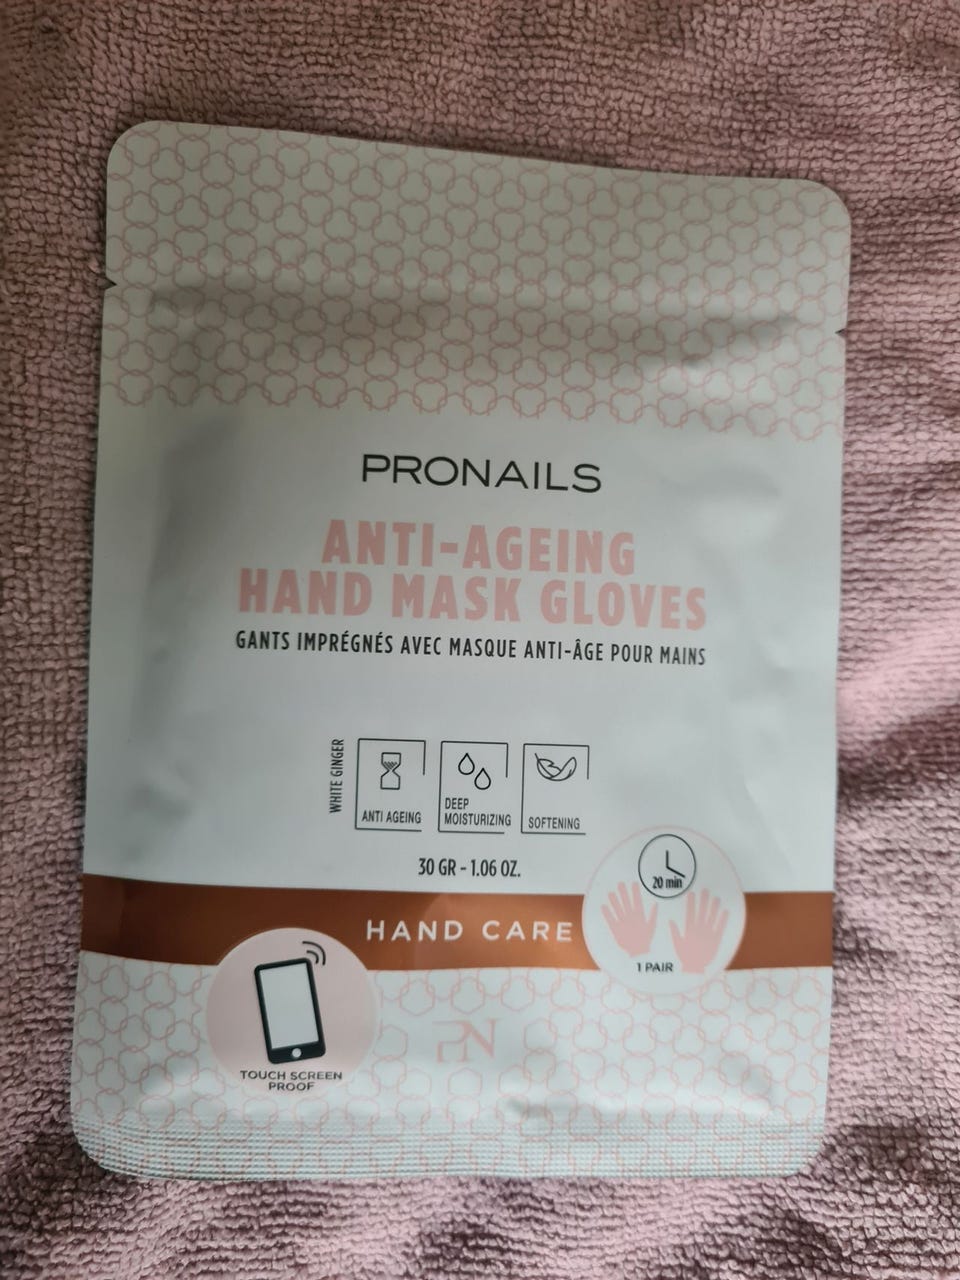 PRONAILS
ANTI-AGEING
HAND MASK GLOVES
GANTS IMPRÉGNÉS AVEC MASQUE ANTI-ÂGE POUR MAINS
WHITE GINGER
ANTI AGEING
DEEP
MOISTURIZING
SOFTENING
30 GR - 1.06 OZ.
20 min
HAND CARE
1 PAIR
PN
TOUCH SCREEN
PROOF